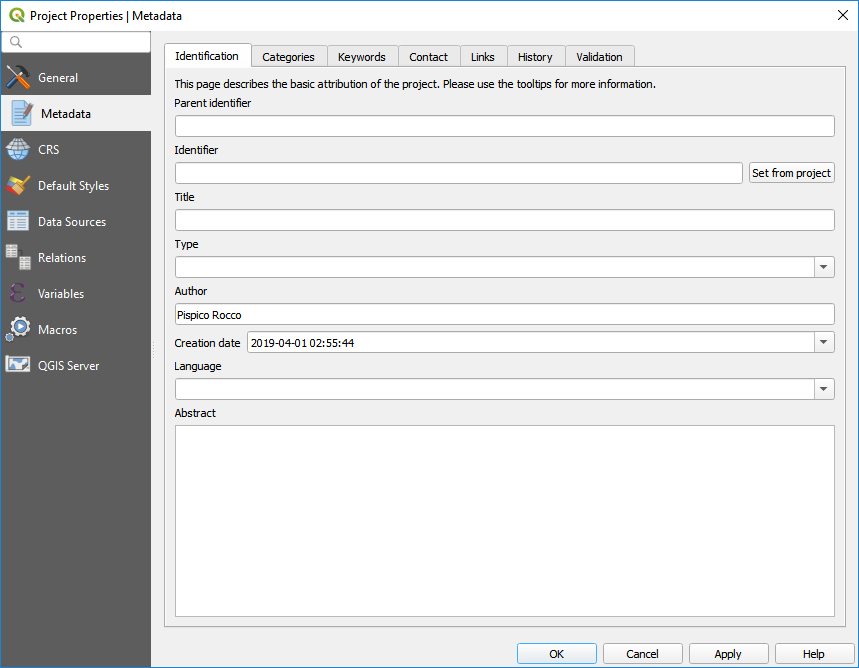 Project Properties | Metadata
General
Metadata
CRS
Default Styles
Data Sources
Relations
Variables
Macros
QGIS Server
Identification Categories Keywords Contact Links History Validation
This page describes the basic attribution of the project. Please use the tooltips for more information.
Parent identifier
Identifier
Set from project
Title
Type
Author
Pispico Rocco
Creation date 2019-04-01 02:55:44
Language
Abstract
OK Cancel Apply Help